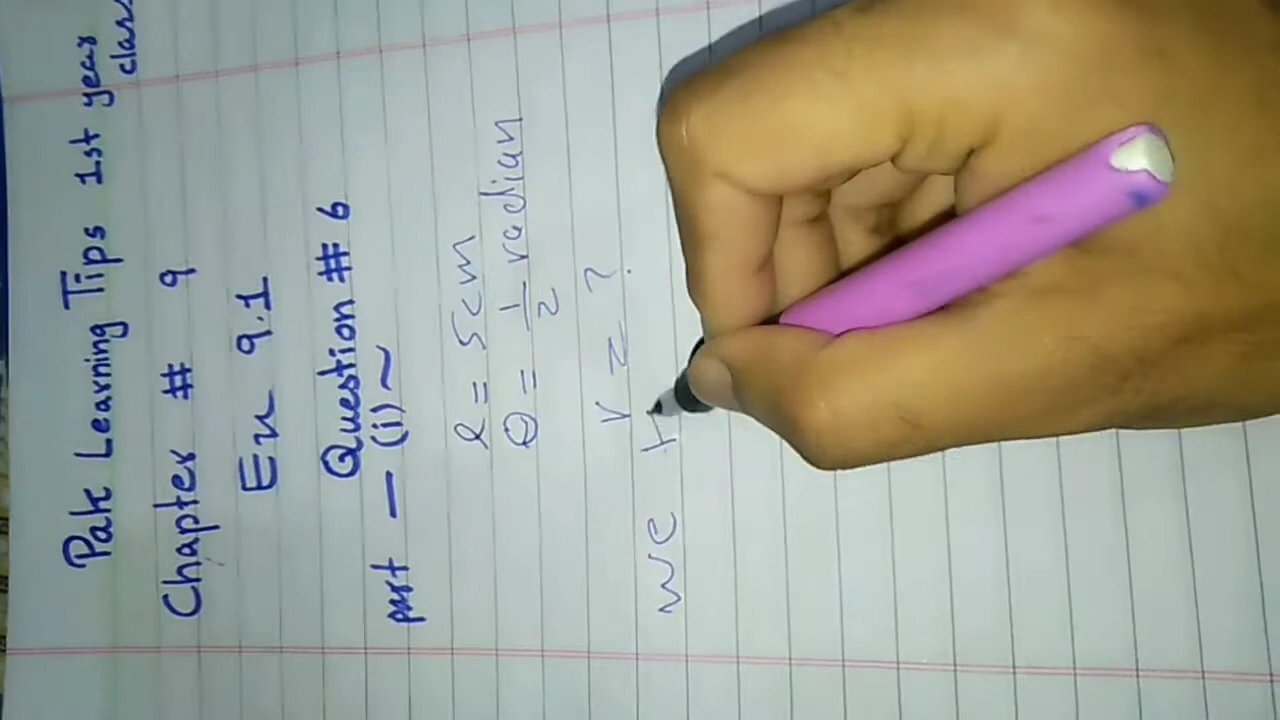 Pak Learning Tips 1st year class
Chapter # 9
Ex 9.1
Question # 6
part — (i) ~
l = 5cm
θ = 1/2 radian
r = ?
we